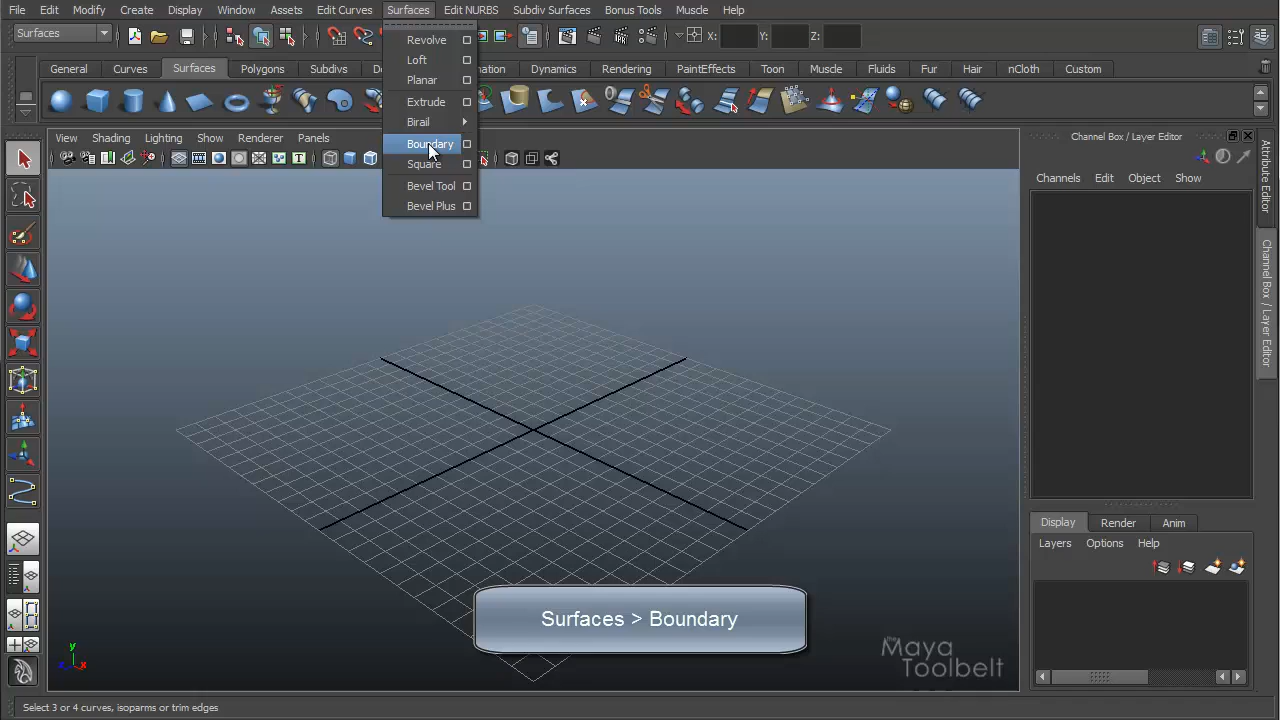 File Edit Modify Create Display Window Assets Edit Curves Surfaces Edit NURBS Subdiv Surfaces Bonus Tools Muscle Help
Surfaces X: Y: Z:
General Curves Surfaces Polygons Subdivs Dynamics Rendering PaintEffects Toon Muscle Fluids Fur Hair nCloth Custom
Revolve
Loft
Planar
Extrude
Birail
Boundary
Square
Bevel Tool
Bevel Plus
View Shading Lighting Show Renderer Panels
Channel Box / Layer Editor
Channels Edit Object Show
Attribute Editor
Channel Box / Layer Editor
Display Render Anim
Layers Options Help
Surfaces > Boundary
the Maya
Toolbelt
y
z x
Select 3 or 4 curves, isoparms or trim edges